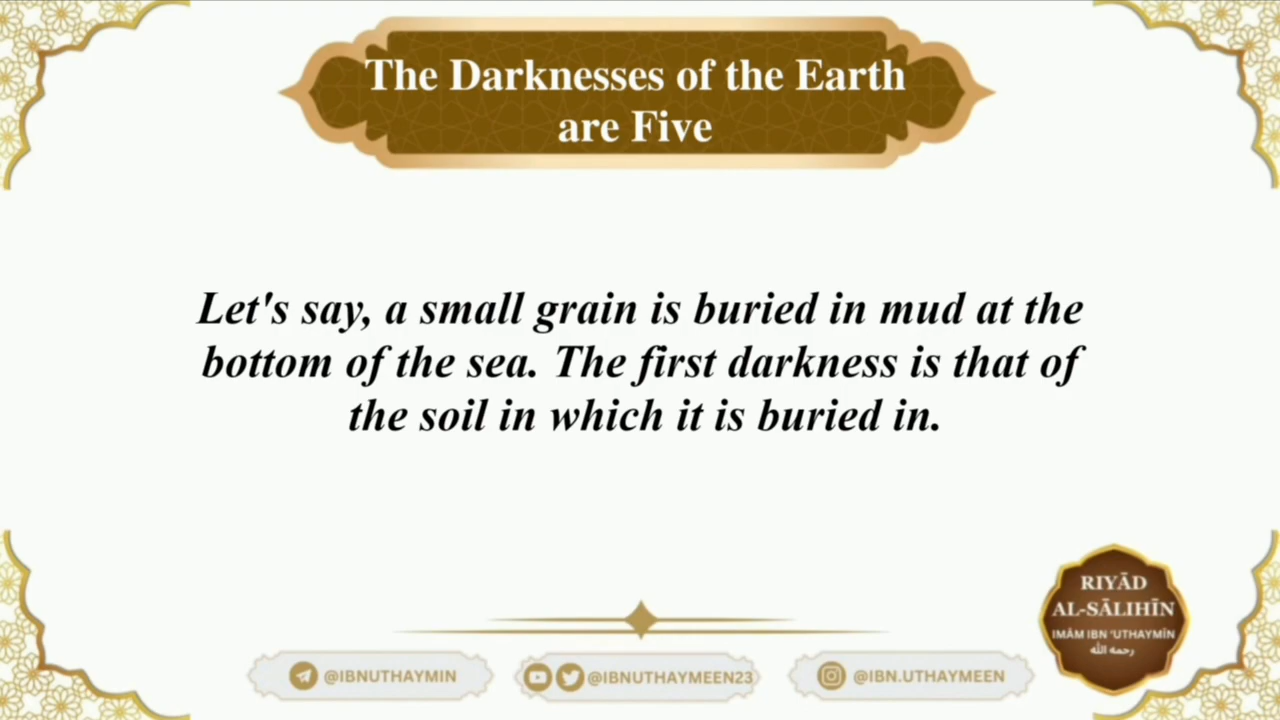 The Darknesses of the Earth
are Five
Let's say, a small grain is buried in mud at the
bottom of the sea. The first darkness is that of
the soil in which it is buried in.
RIYĀD
AL-SĀLIHĪN
IMĀM IBN 'UTHAYMĪN
رحمه الله
@IBNUTHAYMIN
@IBNUTHAYMEEN23
@IBN.UTHAYMEEN